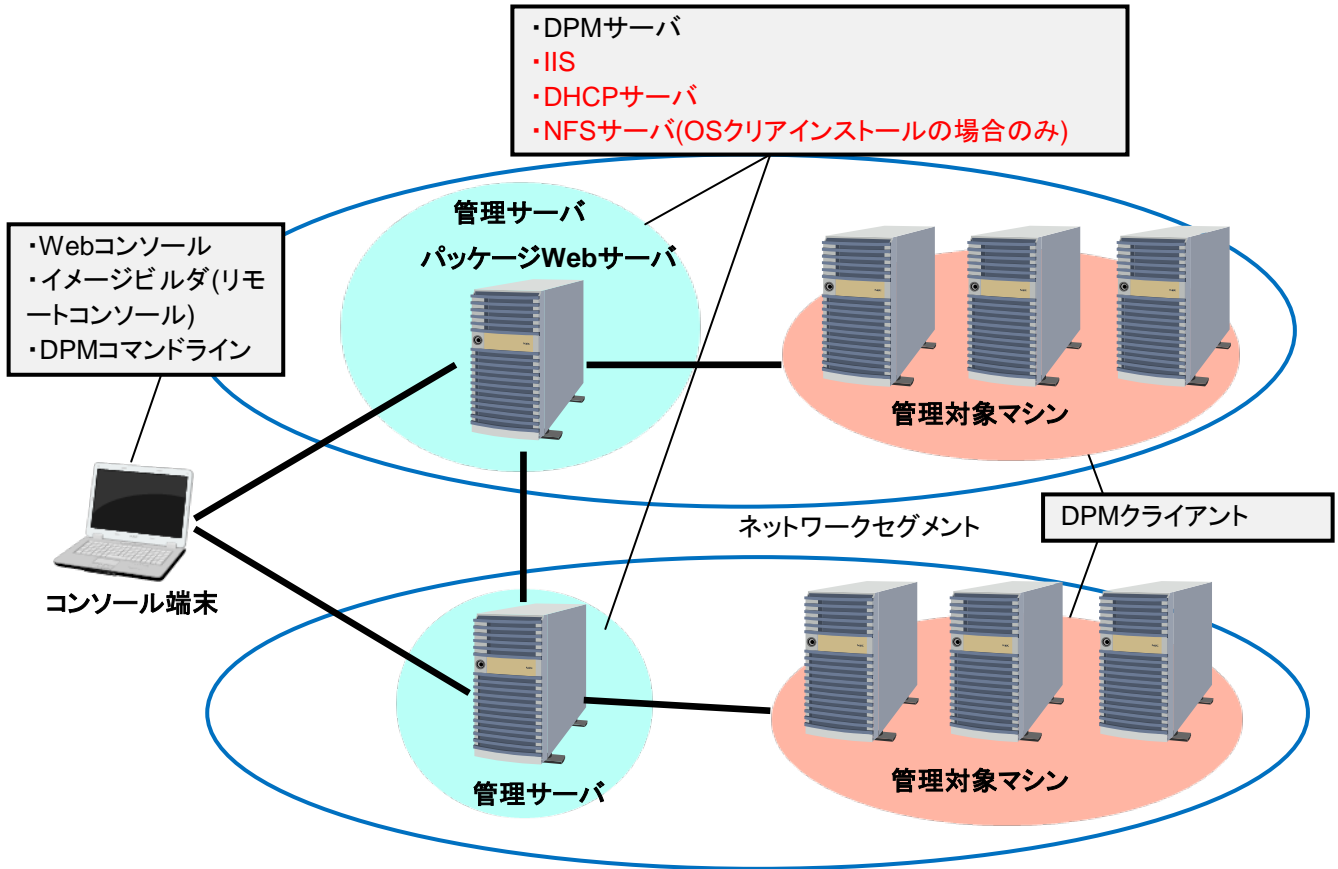 ・DPMサーバ
・IIS
・DHCPサーバ
・NFSサーバ(OSクリアインストールの場合のみ)
管理サーバ
パッケージWebサーバ
・Webコンソール
・イメージビルダ(リモ
ートコンソール)
・DPMコマンドライン
管理対象マシン
ネットワークセグメント
DPMクライアント
コンソール端末
管理サーバ
管理対象マシン